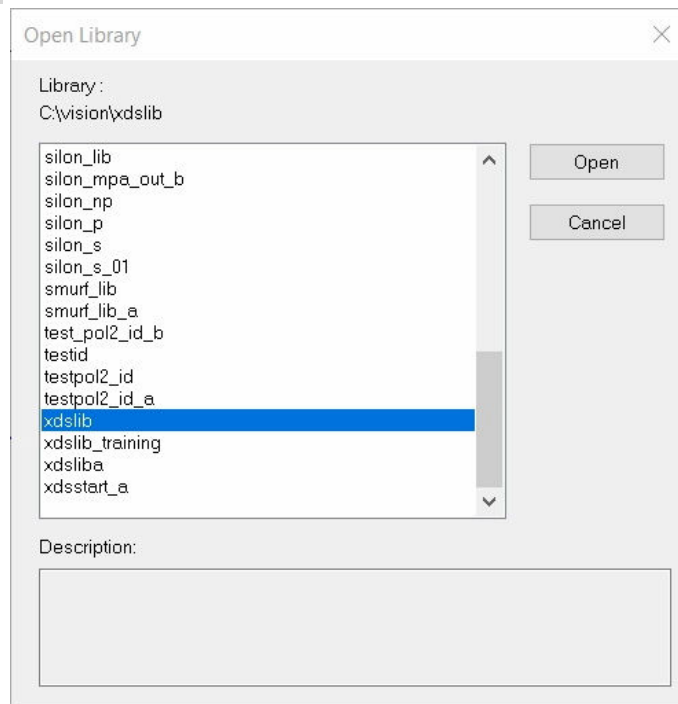 Open Library
Library :
C:\vision\xdslib
silon_lib
silon_mpa_out_b
silon_np
silon_p
silon_s
silon_s_01
smurf_lib
smurf_lib_a
test_pol2_id_b
testid
testpol2_id
testpol2_id_a
xdslib
xdslib_training
xdsliba
xdsstart_a
Open
Cancel
Description: